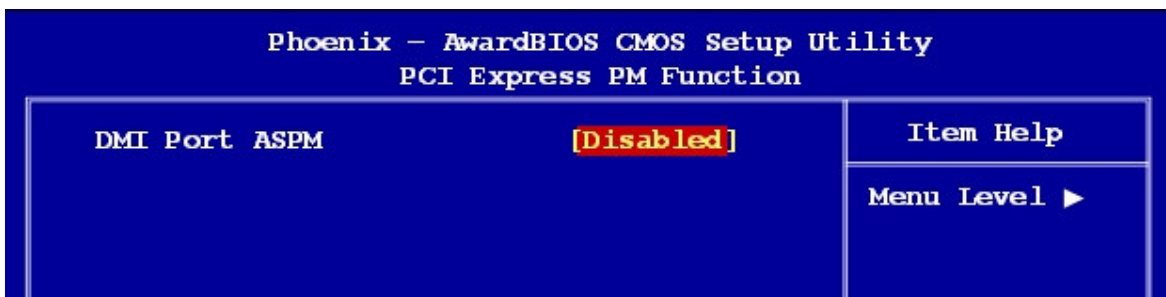 Phoenix – AwardBIOS CMOS Setup Utility
PCI Express PM Function
DMI Port ASPM [Disabled]
Item Help
Menu Level ▶